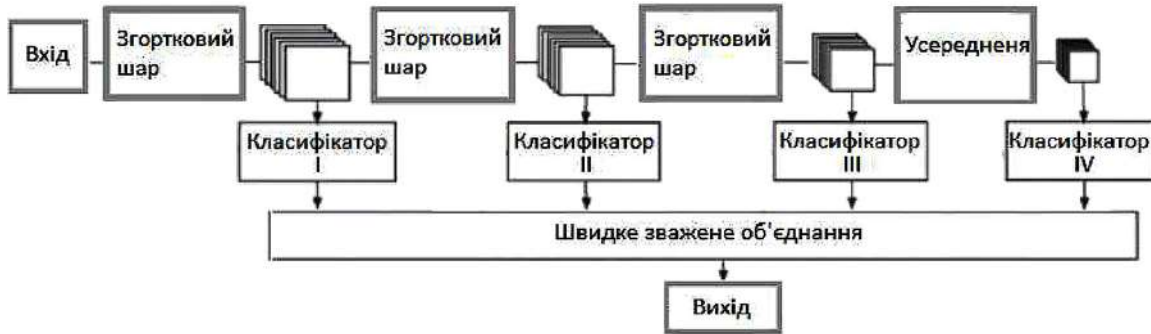 Вхід
Згортковий
шар
Згортковий
шар
Згортковий
шар
Усередненя
Класифікатор
I
Класифікатор
II
Класифікатор
III
Класифікатор
IV
Швидке зважене об'єднання
Вихід